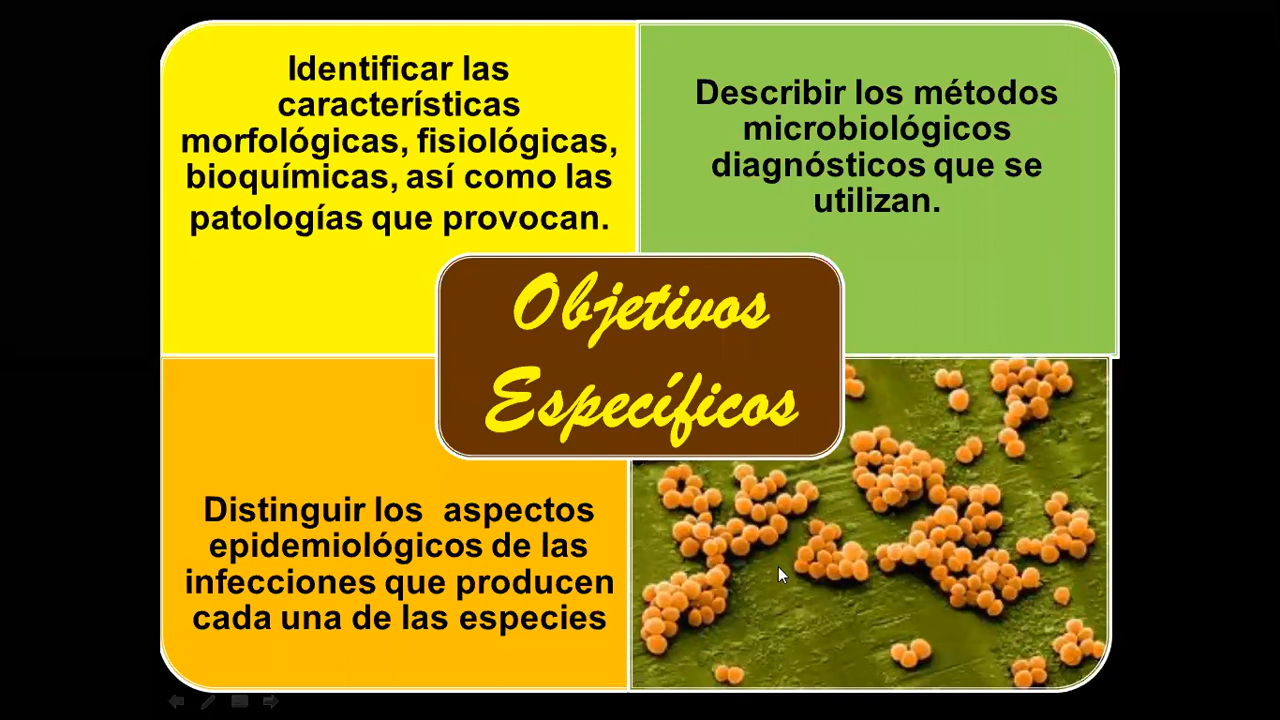 Identificar las
características
morfológicas, fisiológicas,
bioquímicas, así como las
patologías que provocan.
Describir los métodos
microbiológicos
diagnósticos que se
utilizan.
Objetivos
Específicos
Distinguir los  aspectos
epidemiológicos de las
infecciones que producen
cada una de las especies